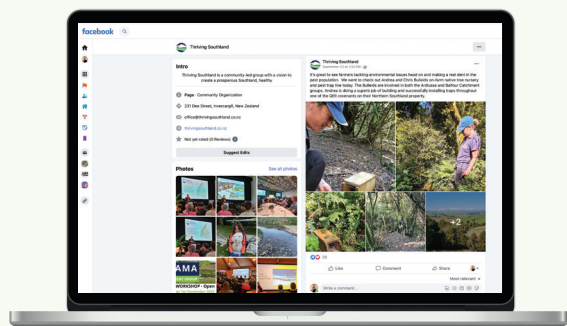 facebook
Thriving Southland
Intro
Thriving Southland is a community-led group with a vision to
create a prosperous Southland, healthy
Page · Community Organization
231 Dee Street, Invercargill, New Zealand
office@thrivingsouthland.co.nz
thrivingsouthland.co.nz
Not yet rated (0 Reviews)
Suggest Edits
Photos
See all photos
AMA
WORKSHOP - Open
Thriving Southland
It's great to see farmers tackling environmental issues head on and making a real dent in the
pest population. We went to check out Andrea and Chris Bulleids on-farm native tree nursery
and pest trap line today. The Bulleids are involved in both the Ardlussa and Balfour Catchment
groups. Andrea is doing a superb job of building and successfully installing traps throughout
one of the QEII covenants on their Northern Southland property.
+2
Like
Comment
Share
Most relevant
Write a comment...